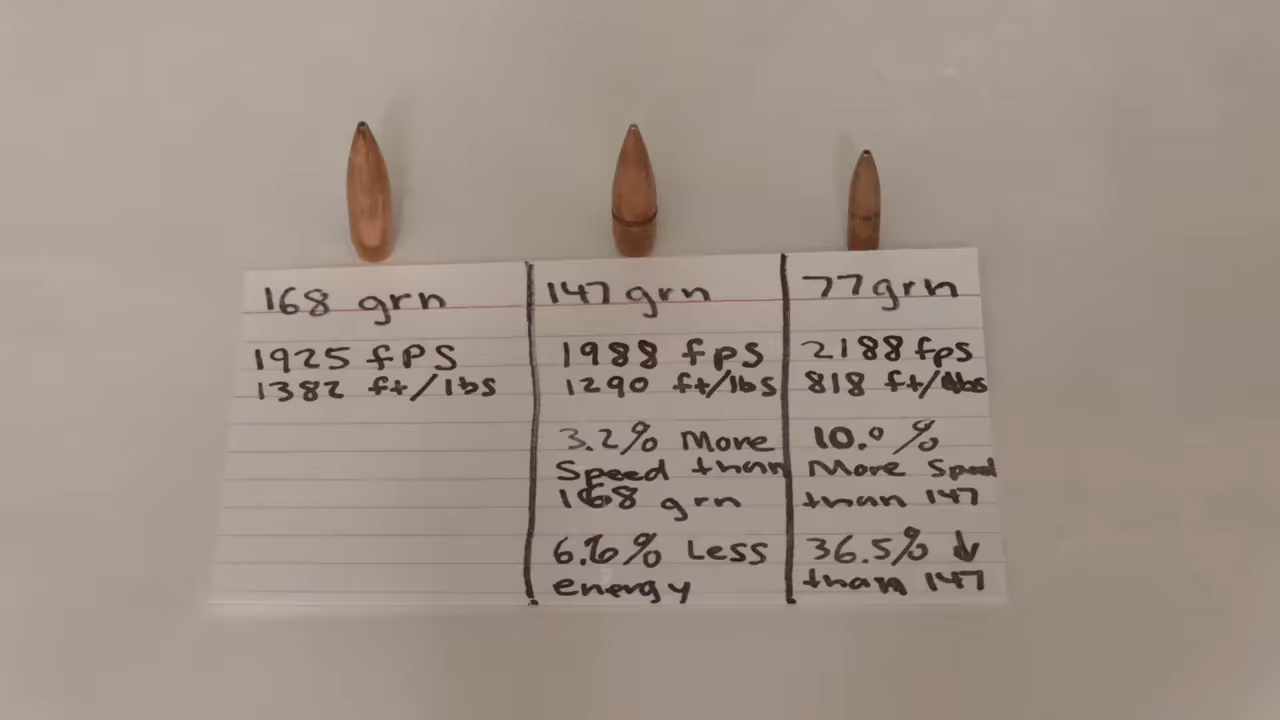 168 grn
1925 fPS
1382 ft/lbs
147 grn
1988 fps
1290 ft/lbs
3.2% More
Speed than
168 grn
6.6% Less
energy
77grn
2188 fps
818 ft/lbs
10.0 %
More Speed
than 147
36.5% ↓
than 147